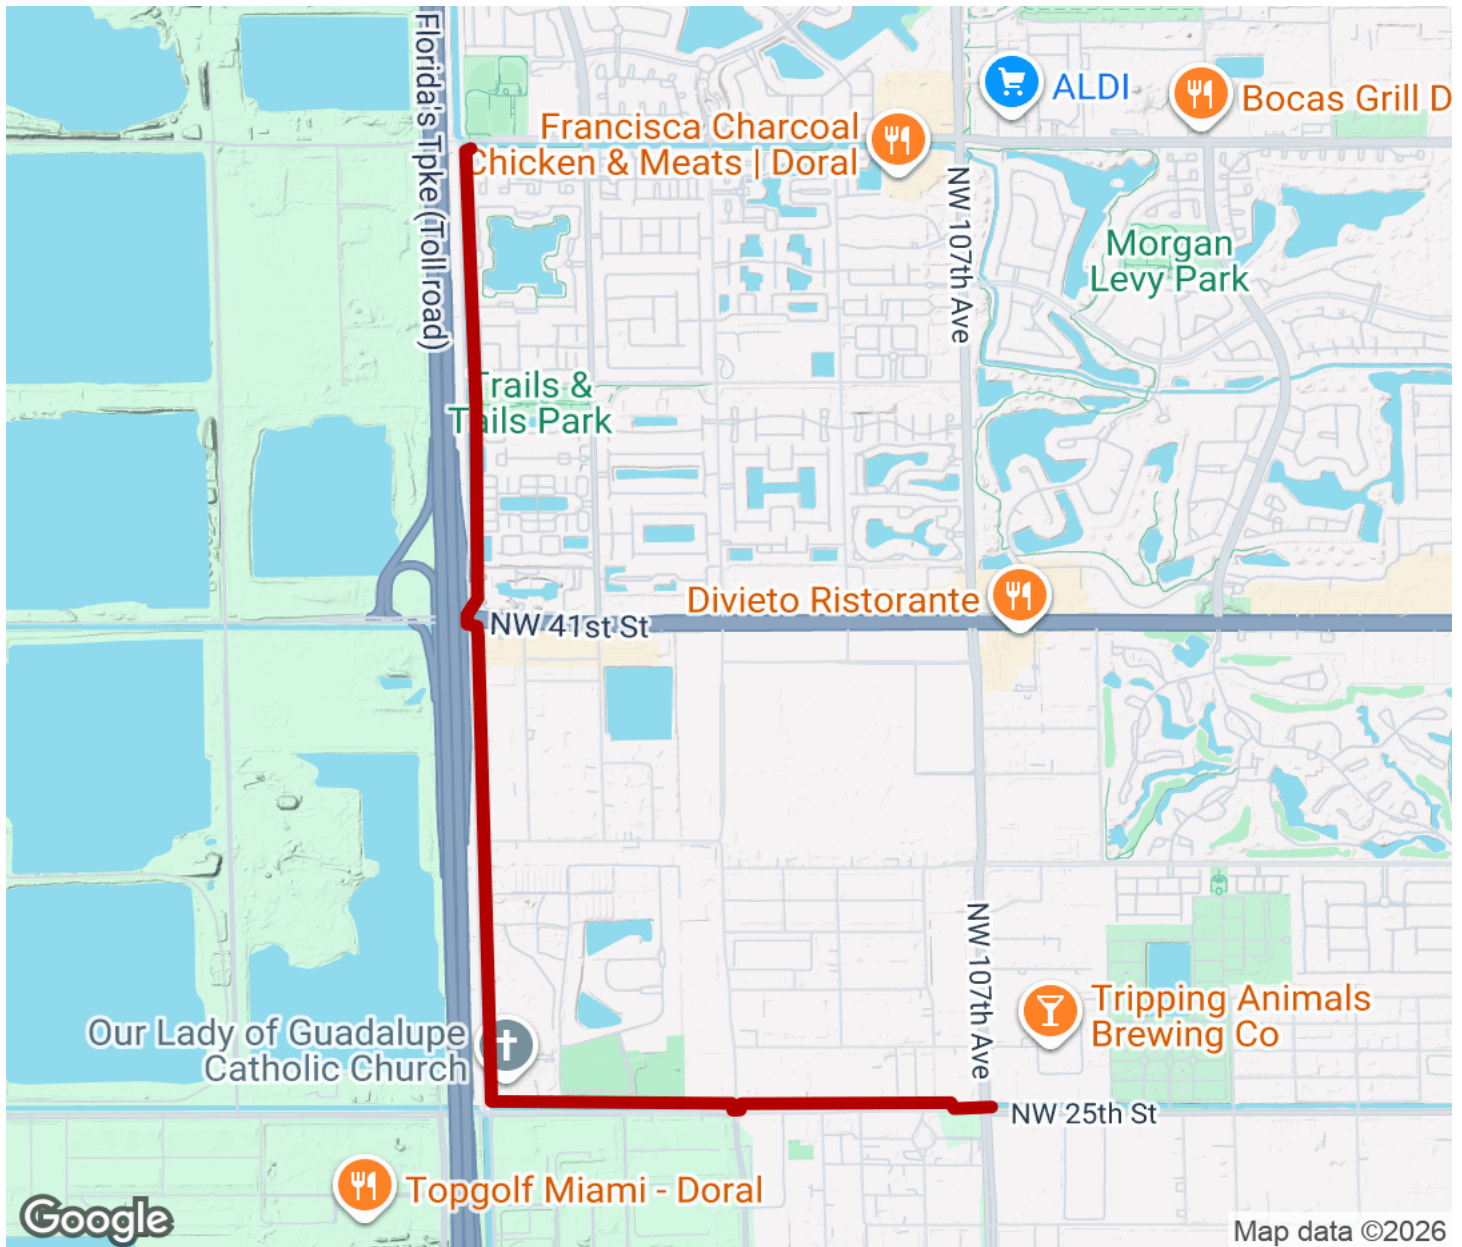 Florida's Tpke (Toll road)
ALDI
Bocas Grill D
Francisca Charcoal
Chicken & Meats | Doral
NW 107th Ave
Morgan
Levy Park
Trails &
Tails Park
Divieto Ristorante
NW 41st St
NW 107th Ave
Tripping Animals
Brewing Co
Our Lady of Guadalupe
Catholic Church
NW 25th St
Topgolf Miami - Doral
Google
Map data ©2026